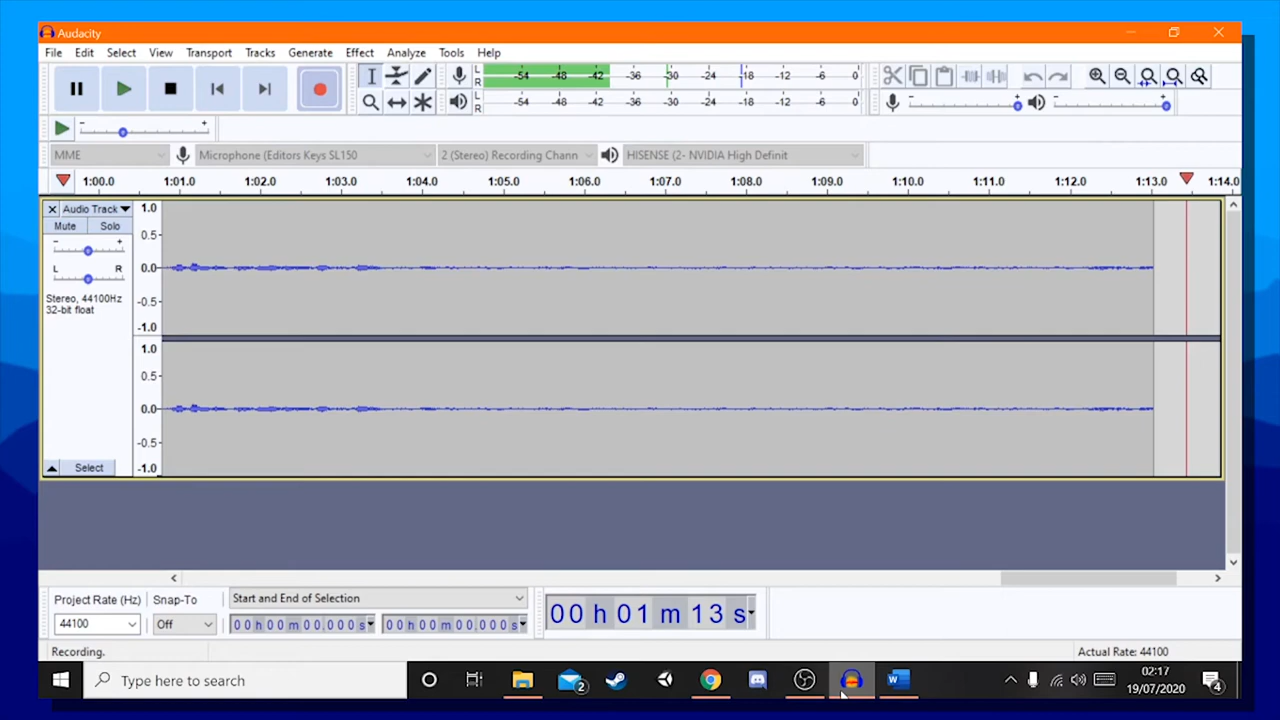 Audacity
File Edit Select View Transport Tracks Generate Effect Analyze Tools Help
L R -54 -48 -42 -36 -30 -24 -18 -12 -6 0
L R -54 -48 -42 -36 -30 -24 -18 -12 -6 0
MME Microphone (Editors Keys SL150 2 (Stereo) Recording Chann HISENSE (2- NVIDIA High Definit
1:00.0 1:01.0 1:02.0 1:03.0 1:04.0 1:05.0 1:06.0 1:07.0 1:08.0 1:09.0 1:10.0 1:11.0 1:12.0 1:13.0 1:14.0
Audio Track 1.0
Mute Solo 0.5
L R 0.0
Stereo, 44100Hz -0.5
32-bit float
-1.0
1.0
0.5
0.0
-0.5
Select -1.0
Project Rate (Hz) Snap-To Start and End of Selection
44100 Off 00 h 00 m 00.000 s 00 h 00 m 00.000 s 00 h 01 m 13 s
Recording. Actual Rate: 44100
Type here to search 2 W 02:17
19/07/2020 4